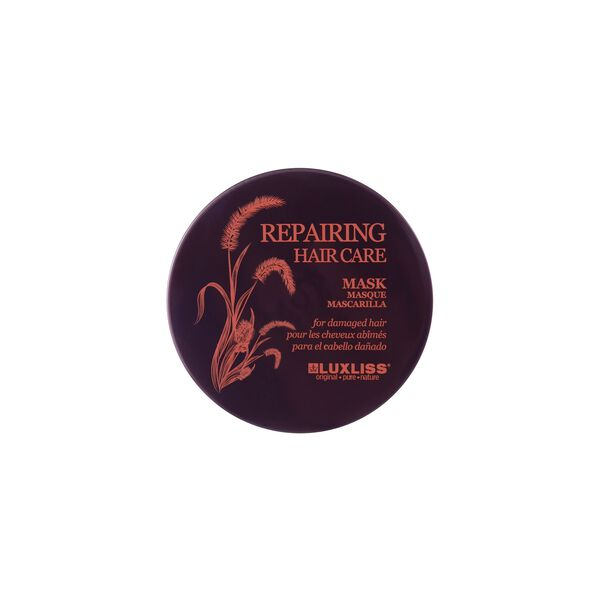 REPAIRING
HAIR CARE
MASK
MASQUE
MASCARILLA
for damaged hair
pour les cheveux abîmés
para el cabello dañado
LUXLISS®
original • pure • nature